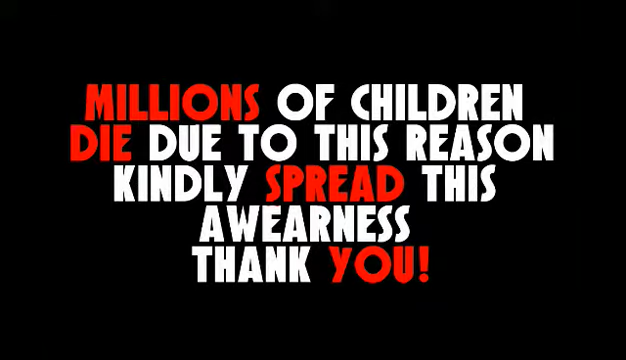 MILLIONS OF CHILDREN
DIE DUE TO THIS REASON
KINDLY SPREAD THIS
AWEARNESS
THANK YOU!